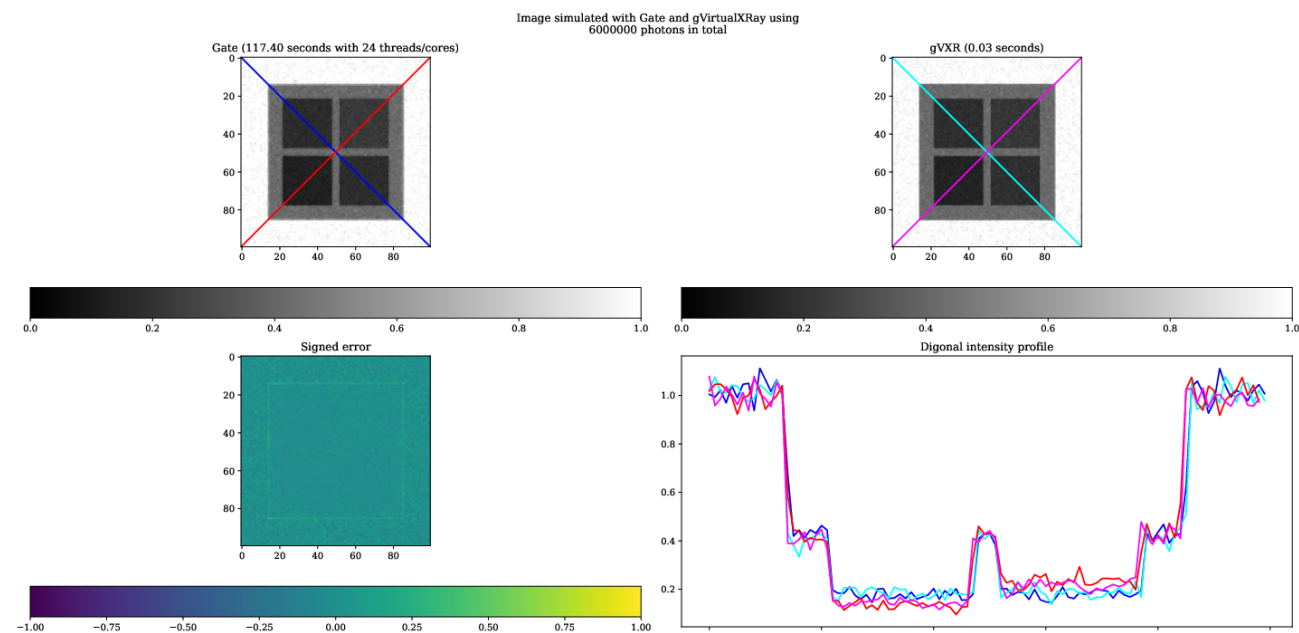 Image simulated with Gate and gVirtualXRay using
6000000 photons in total
Gate (117.40 seconds with 24 threads/cores)
0
20
40
60
80
0 20 40 60 80
gVXR (0.03 seconds)
0
20
40
60
80
0 20 40 60 80
0.0 0.2 0.4 0.6 0.8 1.0
0.0 0.2 0.4 0.6 0.8 1.0
Signed error
0
20
40
60
80
0 20 40 60 80
−1.00 −0.75 −0.50 −0.25 0.00 0.25 0.50 0.75 1.00
Digonal intensity profile
1.0
0.8
0.6
0.4
0.2